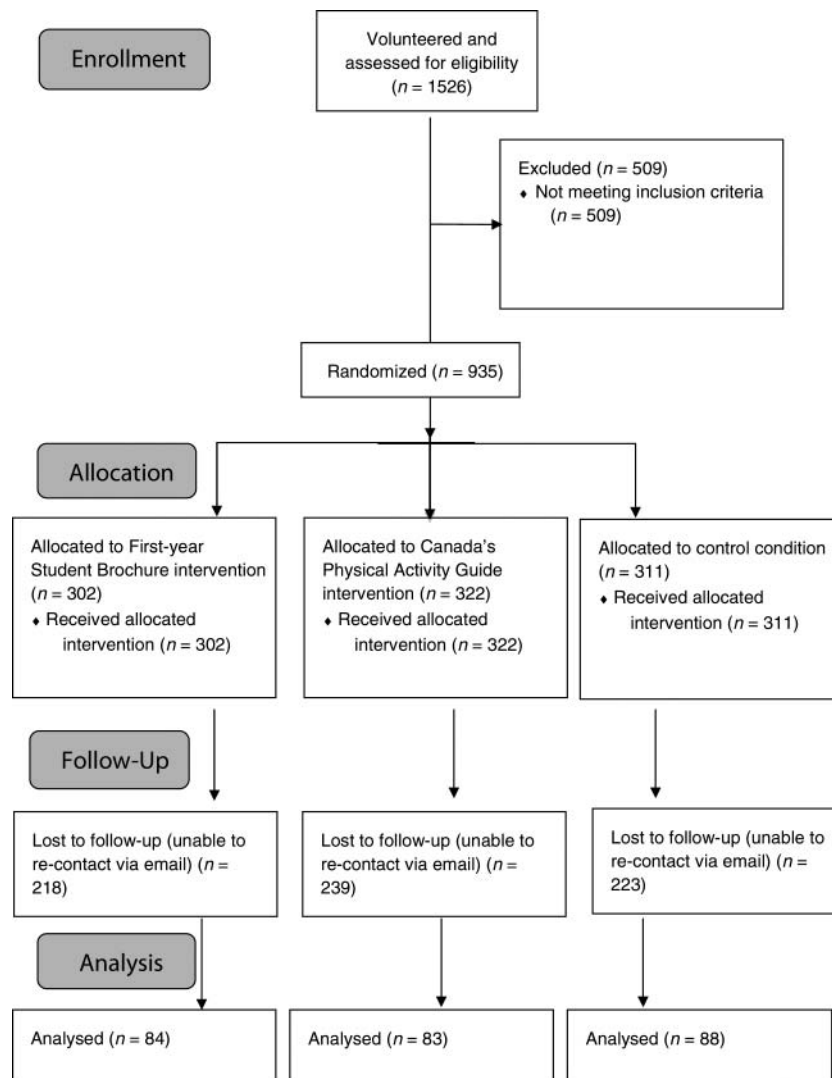 Enrollment
Volunteered and
assessed for eligibility
(n = 1526)
Excluded (n = 509)
♦ Not meeting inclusion criteria
(n = 509)
Randomized (n = 935)
Allocation
Allocated to First-year
Student Brochure intervention
(n = 302)
♦ Received allocated
intervention (n = 302)
Allocated to Canada's
Physical Activity Guide
intervention (n = 322)
♦ Received allocated
intervention (n = 322)
Allocated to control condition
(n = 311)
♦ Received allocated
intervention (n = 311)
Follow-Up
Lost to follow-up (unable to
re-contact via email) (n =
218)
Lost to follow-up (unable to
re-contact via email) (n =
239)
Lost to follow-up (unable to
re-contact via email) (n =
223)
Analysis
Analysed (n = 84)
Analysed (n = 83)
Analysed (n = 88)